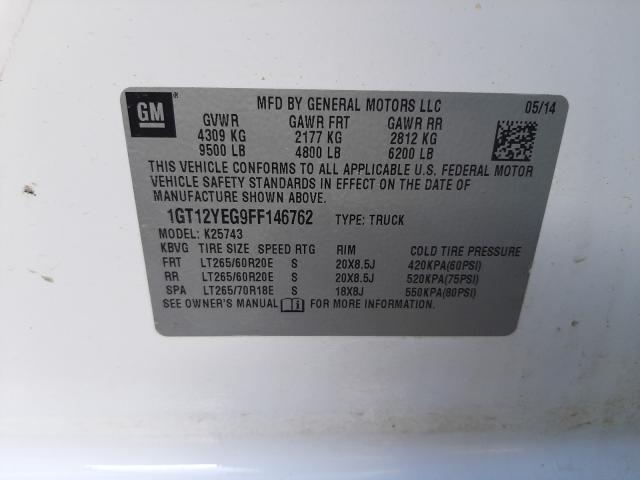 GM
MFD BY GENERAL MOTORS LLC 05/14
GVWR GAWR FRT GAWR RR
4309 KG 2177 KG 2812 KG
9500 LB 4800 LB 6200 LB
THIS VEHICLE CONFORMS TO ALL APPLICABLE U.S. FEDERAL MOTOR
VEHICLE SAFETY STANDARDS IN EFFECT ON THE DATE OF
MANUFACTURE SHOWN ABOVE.
1GT12YEG9FF146762 TYPE: TRUCK
MODEL: K25743
KBVG TIRE SIZE SPEED RTG RIM COLD TIRE PRESSURE
FRT LT265/60R20E S 20X8.5J 420KPA(60PSI)
RR LT265/60R20E S 20X8.5J 520KPA(75PSI)
SPA LT265/70R18E S 18X8J 550KPA(80PSI)
SEE OWNER'S MANUAL FOR MORE INFORMATION.